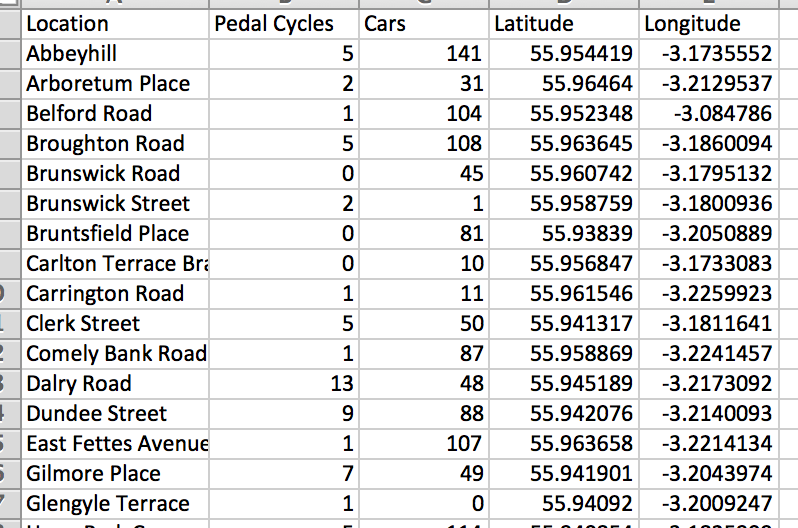 Location Pedal Cycles Cars Latitude Longitude
Abbeyhill 5 141 55.954419 -3.1735552
Arboretum Place 2 31 55.96464 -3.2129537
Belford Road 1 104 55.952348 -3.084786
Broughton Road 5 108 55.963645 -3.1860094
Brunswick Road 0 45 55.960742 -3.1795132
Brunswick Street 2 1 55.958759 -3.1800936
Bruntsfield Place 0 81 55.93839 -3.2050889
Carlton Terrace Bra 0 10 55.956847 -3.1733083
Carrington Road 1 11 55.961546 -3.2259923
Clerk Street 5 50 55.941317 -3.1811641
Comely Bank Road 1 87 55.958869 -3.2241457
Dalry Road 13 48 55.945189 -3.2173092
Dundee Street 9 88 55.942076 -3.2140093
East Fettes Avenue 1 107 55.963658 -3.2214134
Gilmore Place 7 49 55.941901 -3.2043974
Glengyle Terrace 1 0 55.94092 -3.2009247